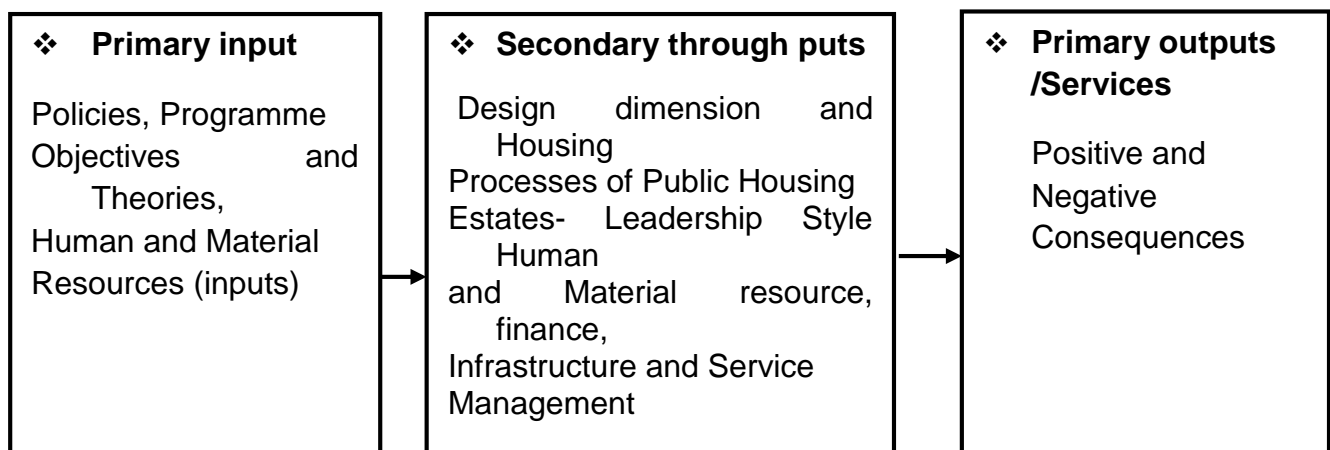 ❖ Primary input
Policies, Programme
Objectives and
Theories,
Human and Material
Resources (inputs)
❖ Secondary through puts
Design dimension and
Housing
Processes of Public Housing
Estates- Leadership Style
Human
and Material resource,
finance,
Infrastructure and Service
Management
❖ Primary outputs
/Services
Positive and
Negative
Consequences